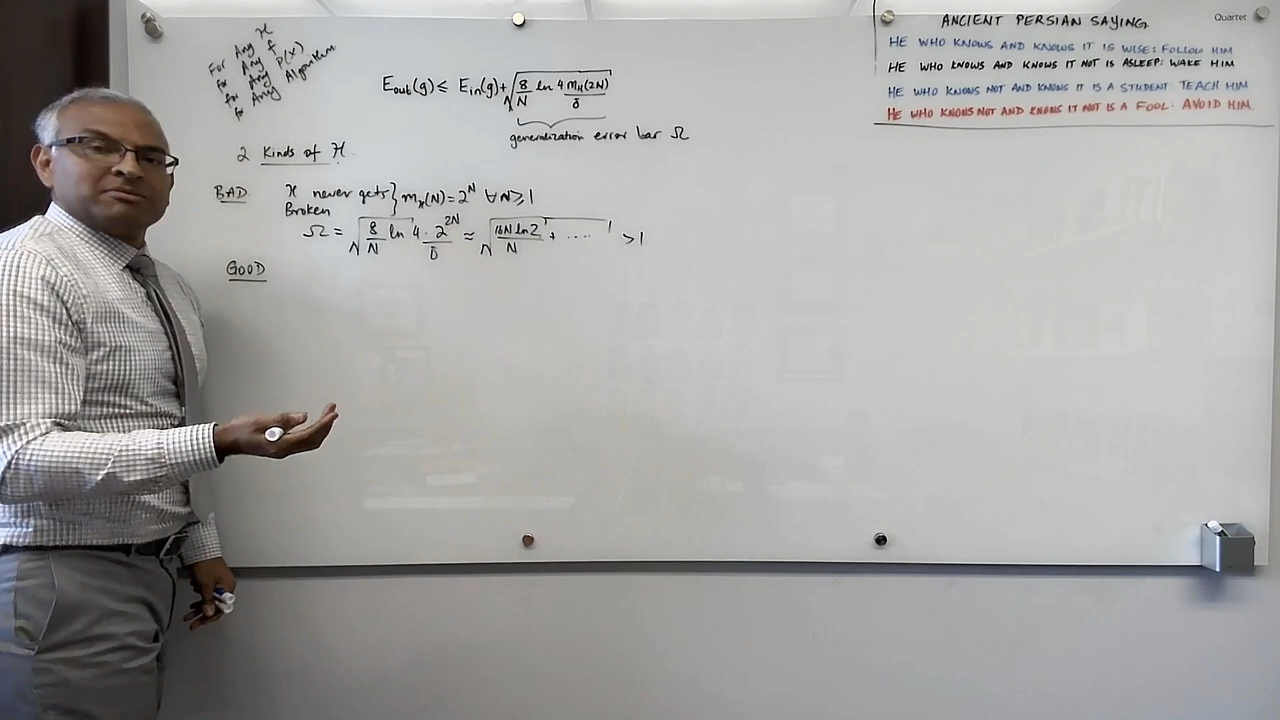 For Any H
for Any f
for Any P(x)
for Any Algorithm
E_out(g) ≤ E_in(g) + √(8/N ln 4 m_H(2N)/δ)
generalization error bar Ω
2 Kinds of H.
BAD H never gets Broken } m_H(N) = 2^N ∀N≥1
Ω = √(8/N ln 4·2^2N/δ) ≈ √(16N ln2/N + ....) >1
GOOD
ANCIENT PERSIAN SAYING
Quartet
HE WHO KNOWS AND KNOWS IT IS WISE: FOLLOW HIM
HE WHO KNOWS AND KNOWS IT NOT IS ASLEEP: WAKE HIM
HE WHO KNOWS NOT AND KNOWS IT IS A STUDENT: TEACH HIM
HE WHO KNOWS NOT AND KNOWS IT NOT IS A FOOL: AVOID HIM.